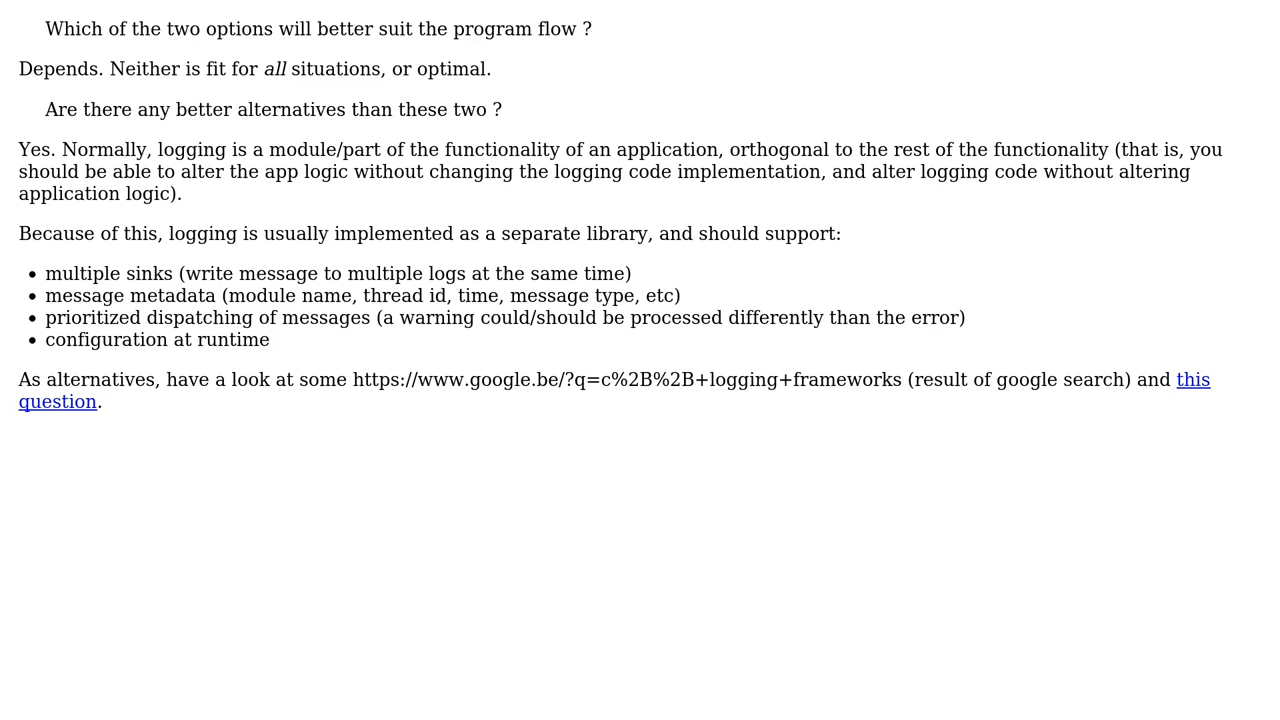 Which of the two options will better suit the program flow ?
Depends. Neither is fit for all situations, or optimal.
Are there any better alternatives than these two ?
Yes. Normally, logging is a module/part of the functionality of an application, orthogonal to the rest of the functionality (that is, you
should be able to alter the app logic without changing the logging code implementation, and alter logging code without altering
application logic).
Because of this, logging is usually implemented as a separate library, and should support:
• multiple sinks (write message to multiple logs at the same time)
• message metadata (module name, thread id, time, message type, etc)
• prioritized dispatching of messages (a warning could/should be processed differently than the error)
• configuration at runtime
As alternatives, have a look at some https://www.google.be/?q=c%2B%2B+logging+frameworks (result of google search) and this
question.